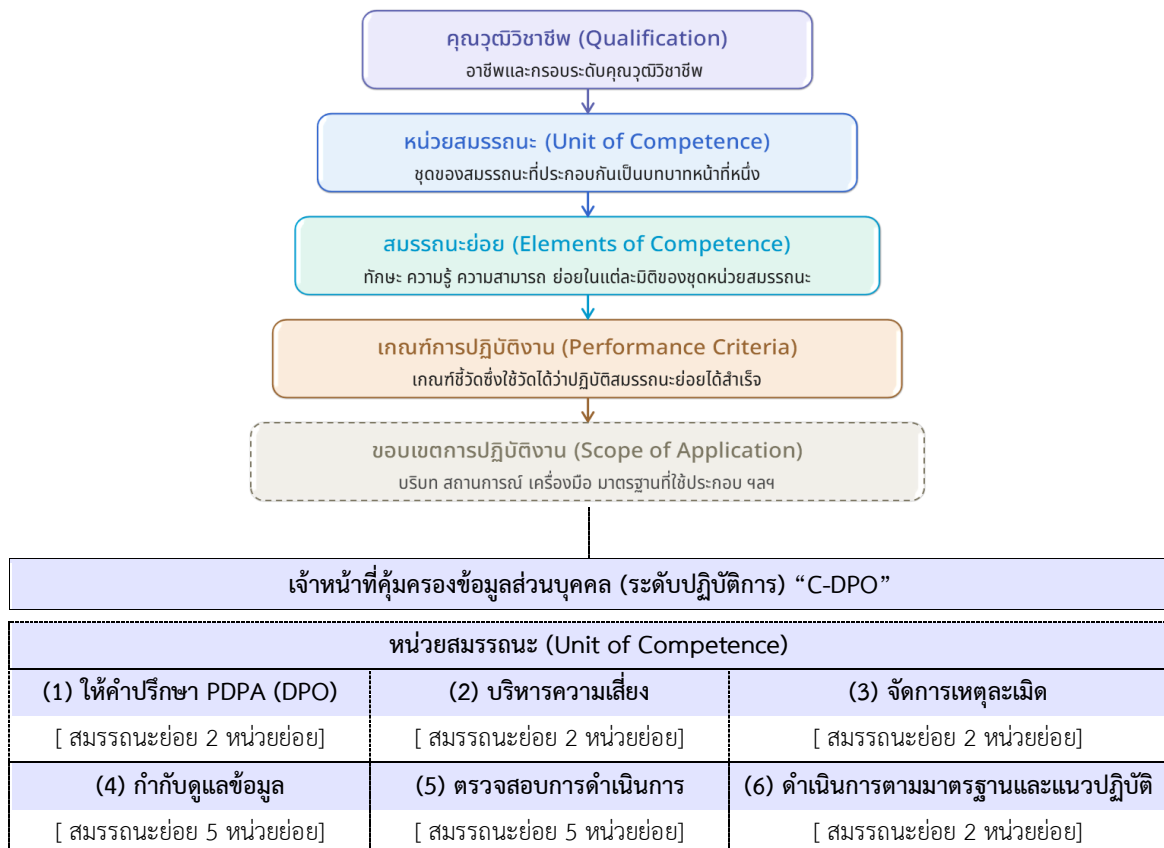 คุณวุฒิวิชาชีพ (Qualification)
อาชีพและกรอบระดับคุณวุฒิวิชาชีพ
หน่วยสมรรถนะ (Unit of Competence)
ชุดของสมรรถนะที่ประกอบกันเป็นบทบาทหน้าที่หนึ่ง
สมรรถนะย่อย (Elements of Competence)
ทักษะ ความรู้ ความสามารถ ย่อยในแต่ละมิติของชุดหน่วยสมรรถนะ
เกณฑ์การปฏิบัติงาน (Performance Criteria)
เกณฑ์ชี้วัดซึ่งใช้วัดได้ว่าปฏิบัติสมรรถนะย่อยได้สำเร็จ
ขอบเขตการปฏิบัติงาน (Scope of Application)
บริบท สถานการณ์ เครื่องมือ มาตรฐานที่ใช้ประกอบ ฯลฯ
เจ้าหน้าที่คุ้มครองข้อมูลส่วนบุคคล (ระดับปฏิบัติการ) “C-DPO”
หน่วยสมรรถนะ (Unit of Competence)
(1) ให้คำปรึกษา PDPA (DPO) (2) บริหารความเสี่ยง (3) จัดการเหตุละเมิด
[ สมรรถนะย่อย 2 หน่วยย่อย] [ สมรรถนะย่อย 2 หน่วยย่อย] [ สมรรถนะย่อย 2 หน่วยย่อย]
(4) กำกับดูแลข้อมูล (5) ตรวจสอบการดำเนินการ (6) ดำเนินการตามมาตรฐานและแนวปฏิบัติ
[ สมรรถนะย่อย 5 หน่วยย่อย] [ สมรรถนะย่อย 5 หน่วยย่อย] [ สมรรถนะย่อย 2 หน่วยย่อย]